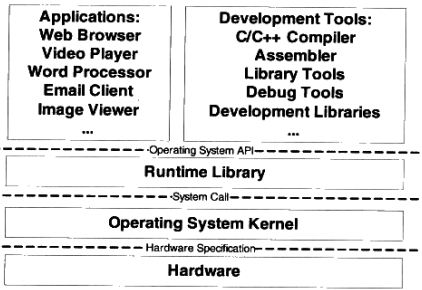 Applications:
Web Browser
Video Player
Word Processor
Email Client
Image Viewer
...
Development Tools:
C/C++ Compiler
Assembler
Library Tools
Debug Tools
Development Libraries
...
Operating System API
Runtime Library
System Call
Operating System Kernel
Hardware Specification
Hardware